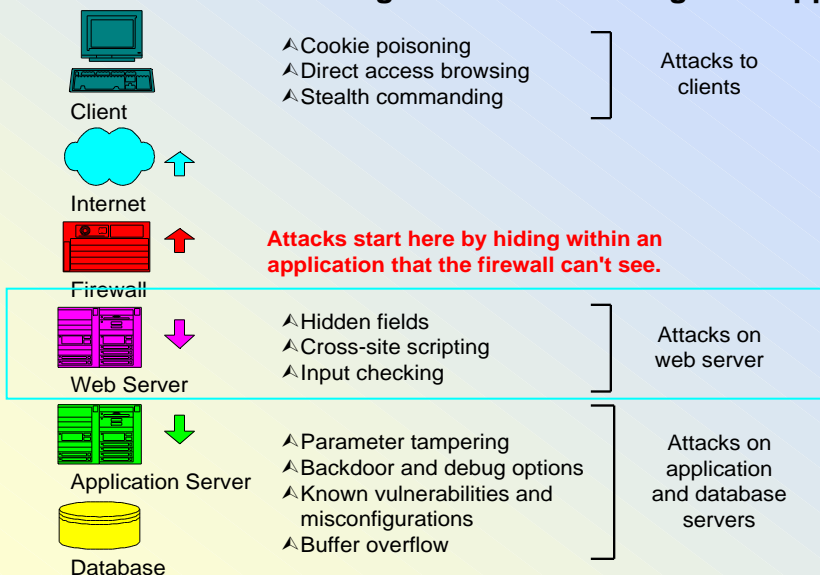 Cookie poisoning
Direct access browsing
Stealth commanding
Attacks to
clients
Client
Internet
Attacks start here by hiding within an
application that the firewall can't see.
Firewall
Hidden fields
Cross-site scripting
Input checking
Attacks on
web server
Web Server
Parameter tampering
Backdoor and debug options
Known vulnerabilities and
misconfigurations
Buffer overflow
Attacks on
application
and database
servers
Application Server
Database